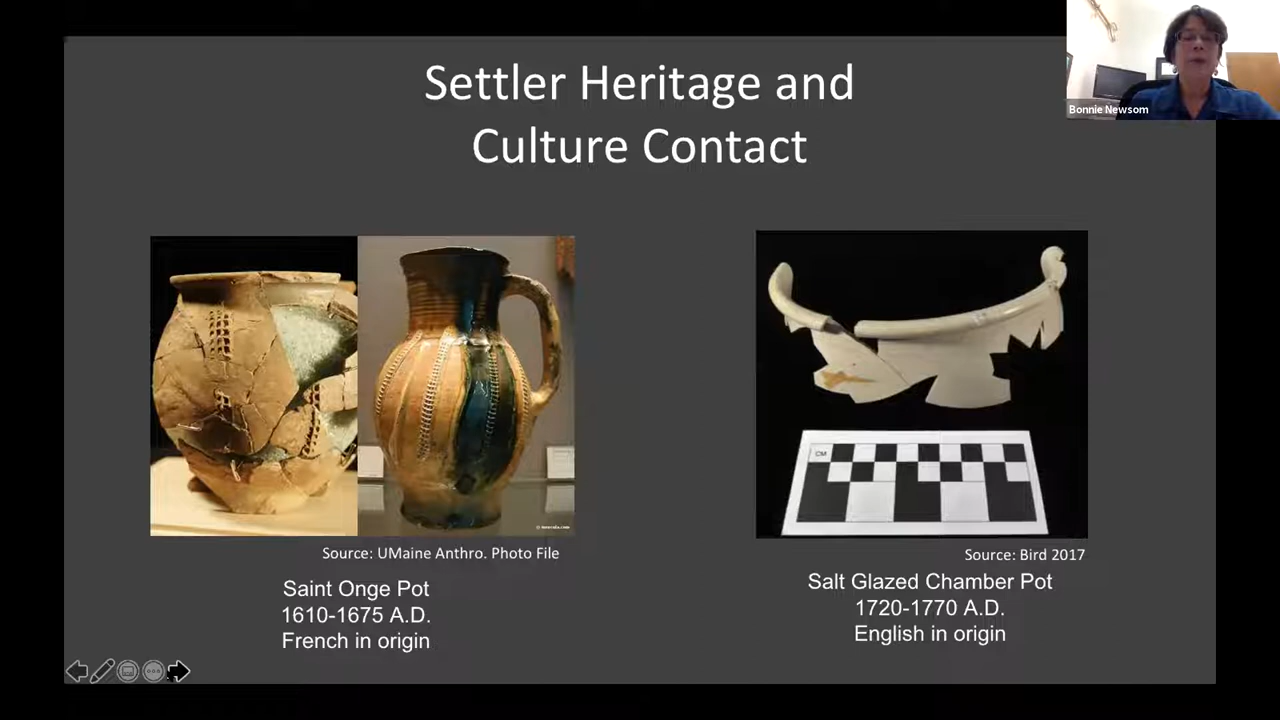 Settler Heritage and
Culture Contact
Bonnie Newsom
CM
Source: UMaine Anthro. Photo File
Saint Onge Pot
1610-1675 A.D.
French in origin
Source: Bird 2017
Salt Glazed Chamber Pot
1720-1770 A.D.
English in origin